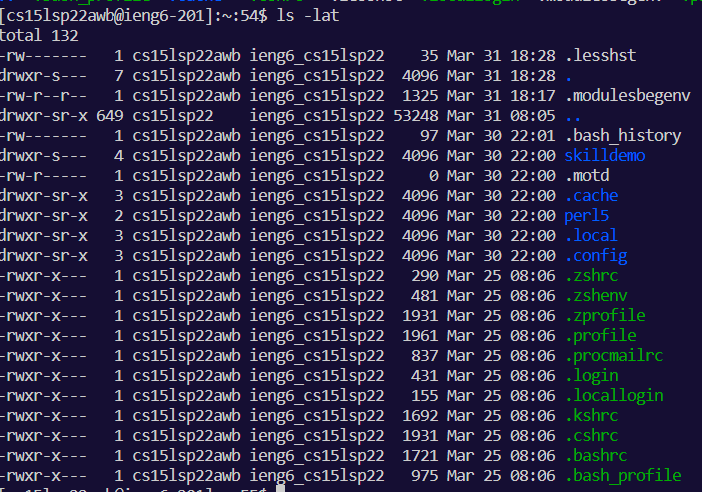 [cs15lsp22awb@ieng6-201]:~:54$ ls -lat
total 132
-rw------- 1 cs15lsp22awb ieng6_cs15lsp22 35 Mar 31 18:28 .lesshst
drwxr-s--- 7 cs15lsp22awb ieng6_cs15lsp22 4096 Mar 31 18:28 .
-rw-r--r-- 1 cs15lsp22awb ieng6_cs15lsp22 1325 Mar 31 18:17 .modulesbegenv
drwxr-sr-x 649 cs15lsp22 ieng6_cs15lsp22 53248 Mar 31 08:05 ..
-rw------- 1 cs15lsp22awb ieng6_cs15lsp22 97 Mar 30 22:01 .bash_history
drwxr-s--- 4 cs15lsp22awb ieng6_cs15lsp22 4096 Mar 30 22:00 skilldemo
-rw-r----- 1 cs15lsp22awb ieng6_cs15lsp22 0 Mar 30 22:00 .motd
drwxr-sr-x 3 cs15lsp22awb ieng6_cs15lsp22 4096 Mar 30 22:00 .cache
drwxr-sr-x 2 cs15lsp22awb ieng6_cs15lsp22 4096 Mar 30 22:00 perl5
drwxr-sr-x 3 cs15lsp22awb ieng6_cs15lsp22 4096 Mar 30 22:00 .local
drwxr-sr-x 3 cs15lsp22awb ieng6_cs15lsp22 4096 Mar 30 22:00 .config
-rwxr-x--- 1 cs15lsp22awb ieng6_cs15lsp22 290 Mar 25 08:06 .zshrc
-rwxr-x--- 1 cs15lsp22awb ieng6_cs15lsp22 481 Mar 25 08:06 .zshenv
-rwxr-x--- 1 cs15lsp22awb ieng6_cs15lsp22 1931 Mar 25 08:06 .zprofile
-rwxr-x--- 1 cs15lsp22awb ieng6_cs15lsp22 1961 Mar 25 08:06 .profile
-rwxr-x--- 1 cs15lsp22awb ieng6_cs15lsp22 837 Mar 25 08:06 .procmailrc
-rwxr-x--- 1 cs15lsp22awb ieng6_cs15lsp22 431 Mar 25 08:06 .login
-rwxr-x--- 1 cs15lsp22awb ieng6_cs15lsp22 155 Mar 25 08:06 .locallogin
-rwxr-x--- 1 cs15lsp22awb ieng6_cs15lsp22 1692 Mar 25 08:06 .kshrc
-rwxr-x--- 1 cs15lsp22awb ieng6_cs15lsp22 1931 Mar 25 08:06 .cshrc
-rwxr-x--- 1 cs15lsp22awb ieng6_cs15lsp22 1721 Mar 25 08:06 .bashrc
-rwxr-x--- 1 cs15lsp22awb ieng6_cs15lsp22 975 Mar 25 08:06 .bash_profile